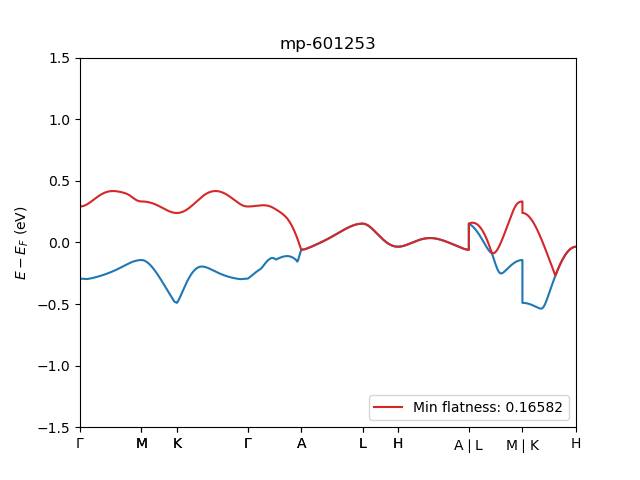 mp-601253
E − E_F (eV)
1.5
1.0
0.5
0.0
−0.5
−1.0
−1.5
Min flatness: 0.16582
Γ M K Γ A L H A | L M | K H